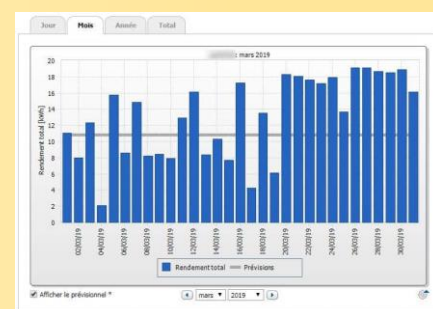 Jour Mois Année Total
: mars 2019
Rendement total [kWh]
20
18
16
14
12
10
8
6
4
2
0
02/03/19 04/03/19 06/03/19 08/03/19 10/03/19 12/03/19 14/03/19 16/03/19 18/03/19 20/03/19 22/03/19 24/03/19 26/03/19 28/03/19 30/03/19
Rendement total Prévisions
Afficher le prévisionnel * mars 2019